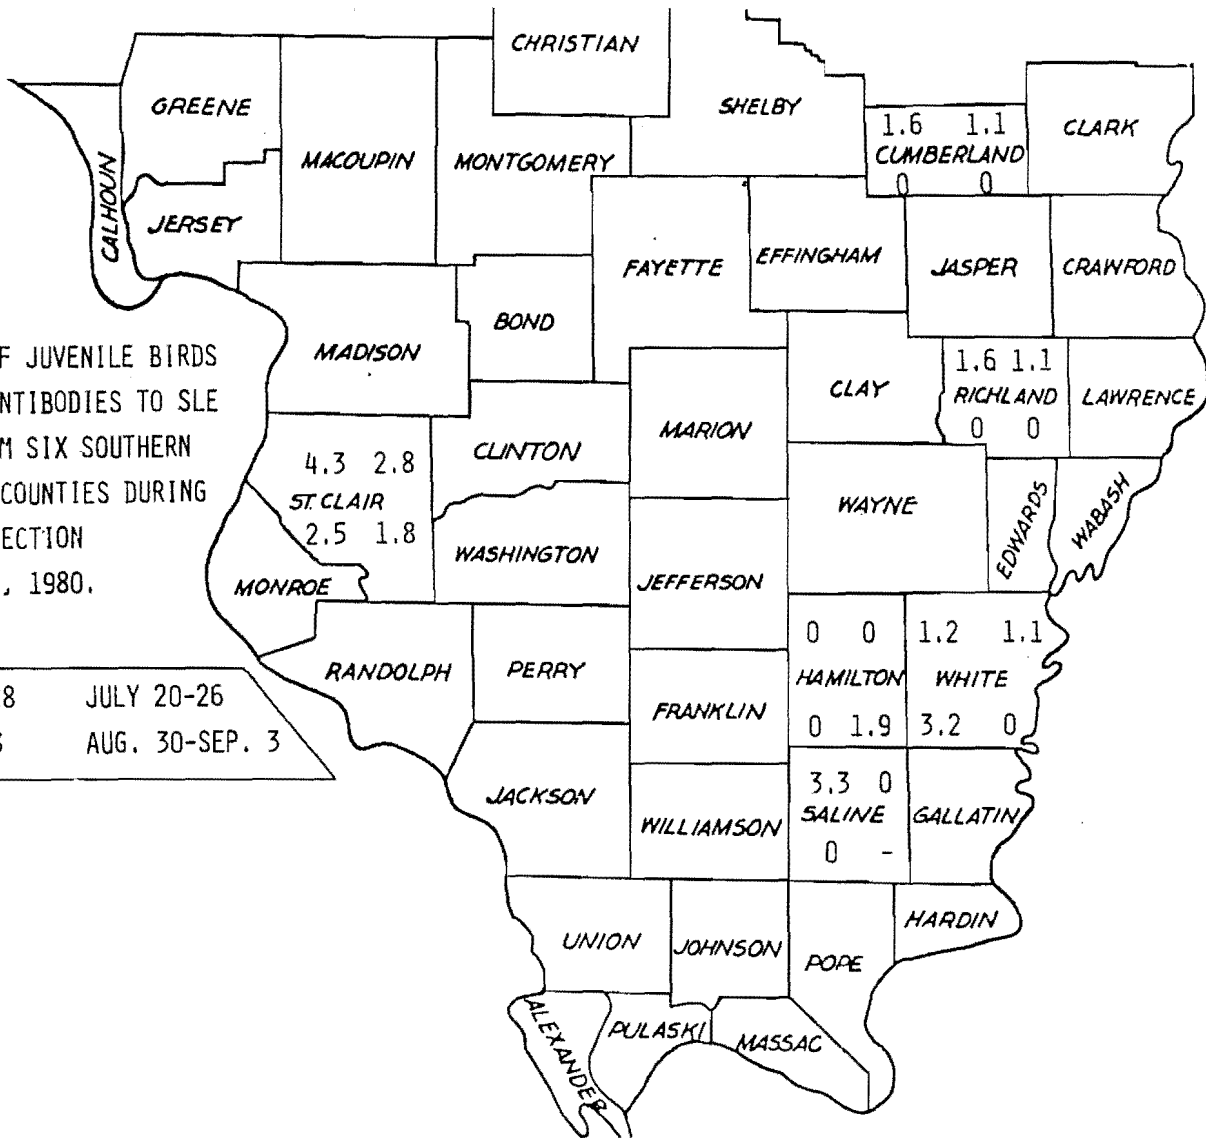 CHRISTIAN
GREENE
SHELBY
MACOUPIN
MONTGOMERY
1.6 1.1
CUMBERLAND
0 0
CLARK
CALHOUN
JERSEY
FAYETTE
EFFINGHAM
JASPER
CRAWFORD
BOND
MADISON
F JUVENILE BIRDS
NTIBODIES TO SLE
M SIX SOUTHERN
COUNTIES DURING
ECTION
, 1980.
CLAY
1.6 1.1
RICHLAND
0 0
LAWRENCE
MARION
CLINTON
4.3 2.8
ST. CLAIR
2.5 1.8
WAYNE
EDWARDS
WABASH
WASHINGTON
JEFFERSON
MONROE
0 0
HAMILTON
0 1.9
1.2 1.1
WHITE
3.2 0
RANDOLPH
PERRY
FRANKLIN
8 JULY 20-26
AUG. 30-SEP. 3
JACKSON
WILLIAMSON
3.3 0
SALINE
0 -
GALLATIN
HARDIN
UNION
JOHNSON
POPE
ALEXANDER
PULASKI
MASSAC